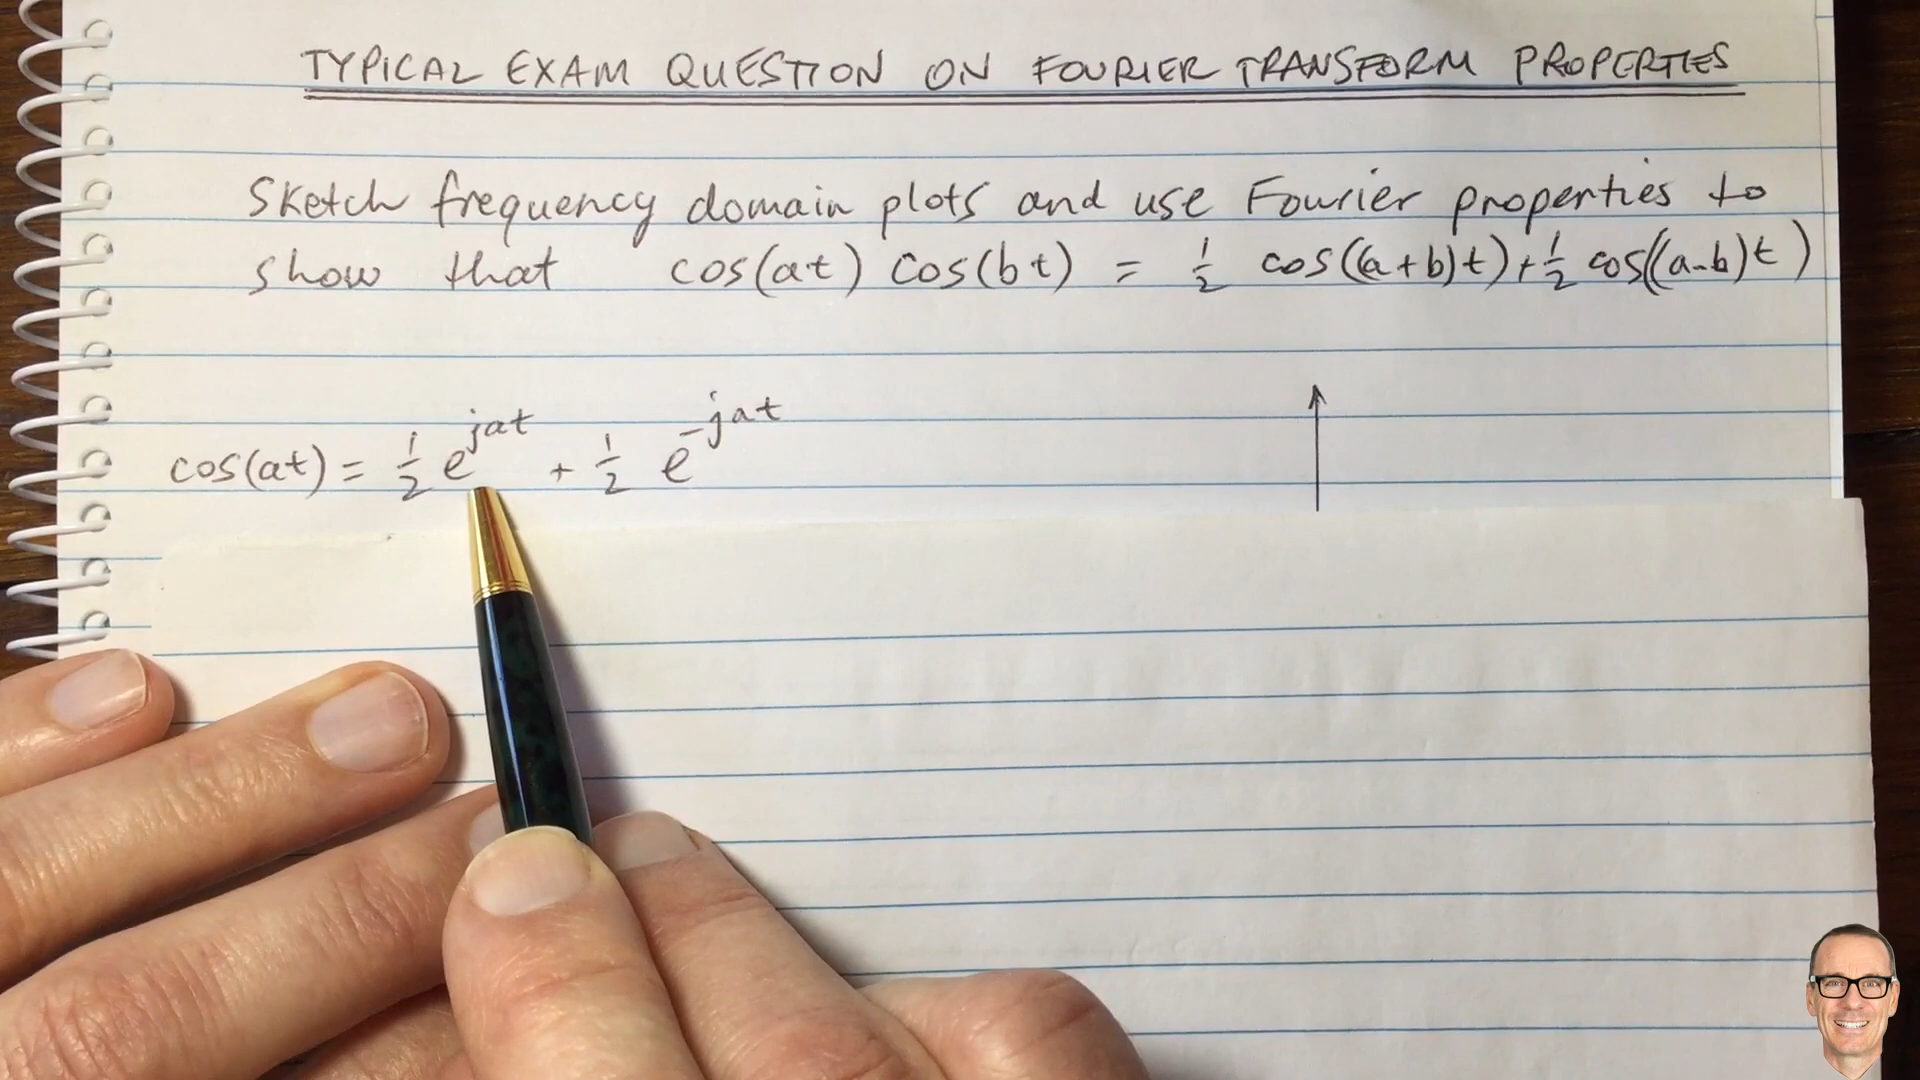 TYPICAL EXAM QUESTION ON FOURIER TRANSFORM PROPERTIES
Sketch frequency domain plots and use Fourier properties to
show that cos(at) cos(bt) = 1/2 cos((a+b)t) + 1/2 cos((a-b)t)
cos(at) = 1/2 e^jat + 1/2 e^-jat